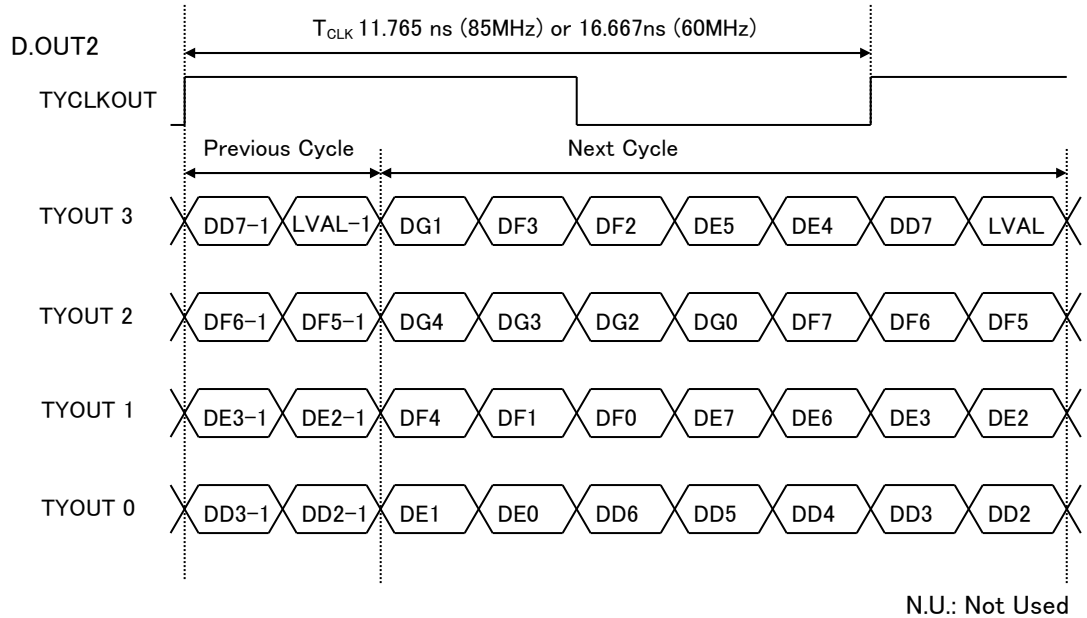 T_CLK 11.765 ns (85MHz) or 16.667ns (60MHz)
D.OUT2
TYCLKOUT
Previous Cycle Next Cycle
TYOUT 3 DD7-1 LVAL-1 DG1 DF3 DF2 DE5 DE4 DD7 LVAL
TYOUT 2 DF6-1 DF5-1 DG4 DG3 DG2 DG0 DF7 DF6 DF5
TYOUT 1 DE3-1 DE2-1 DF4 DF1 DF0 DE7 DE6 DE3 DE2
TYOUT 0 DD3-1 DD2-1 DE1 DE0 DD6 DD5 DD4 DD3 DD2
N.U.: Not Used